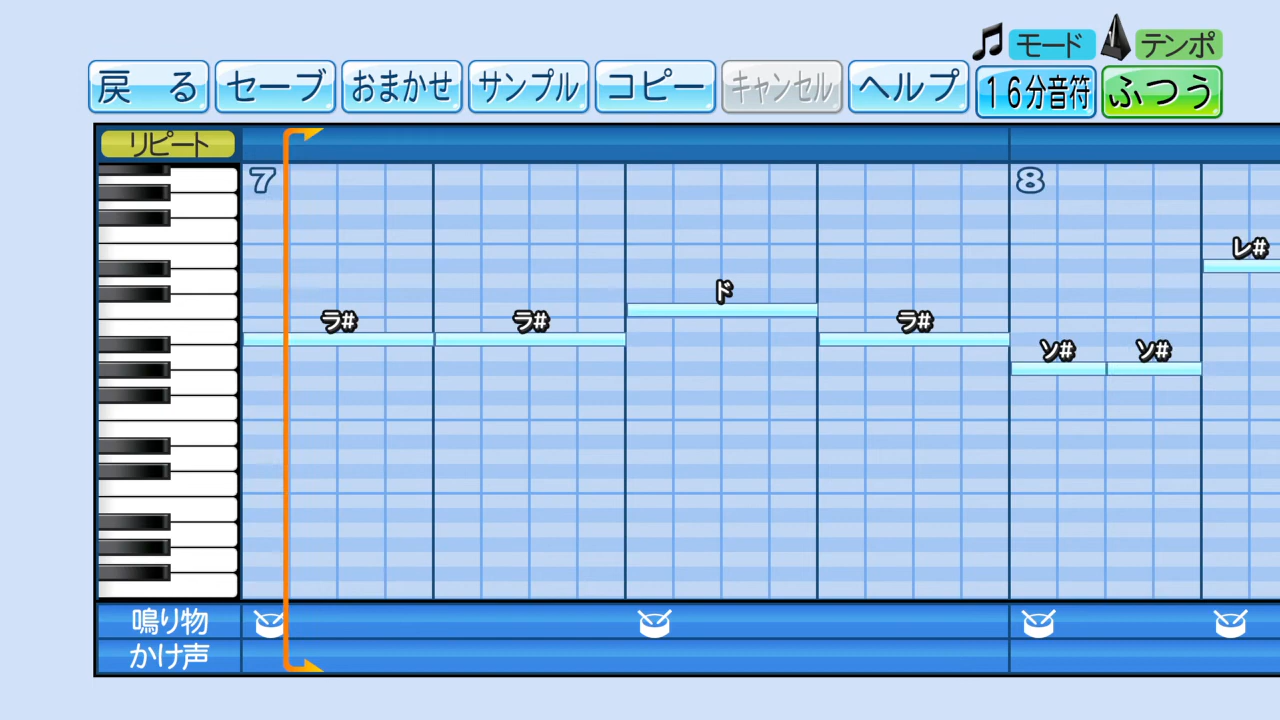 モード テンポ
戻る セーブ おまかせ サンプル コピー キャンセル ヘルプ 16分音符 ふつう
リピート
7 8
レ#
ド
ラ# ラ# ラ#
ソ# ソ#
鳴り物
かけ声